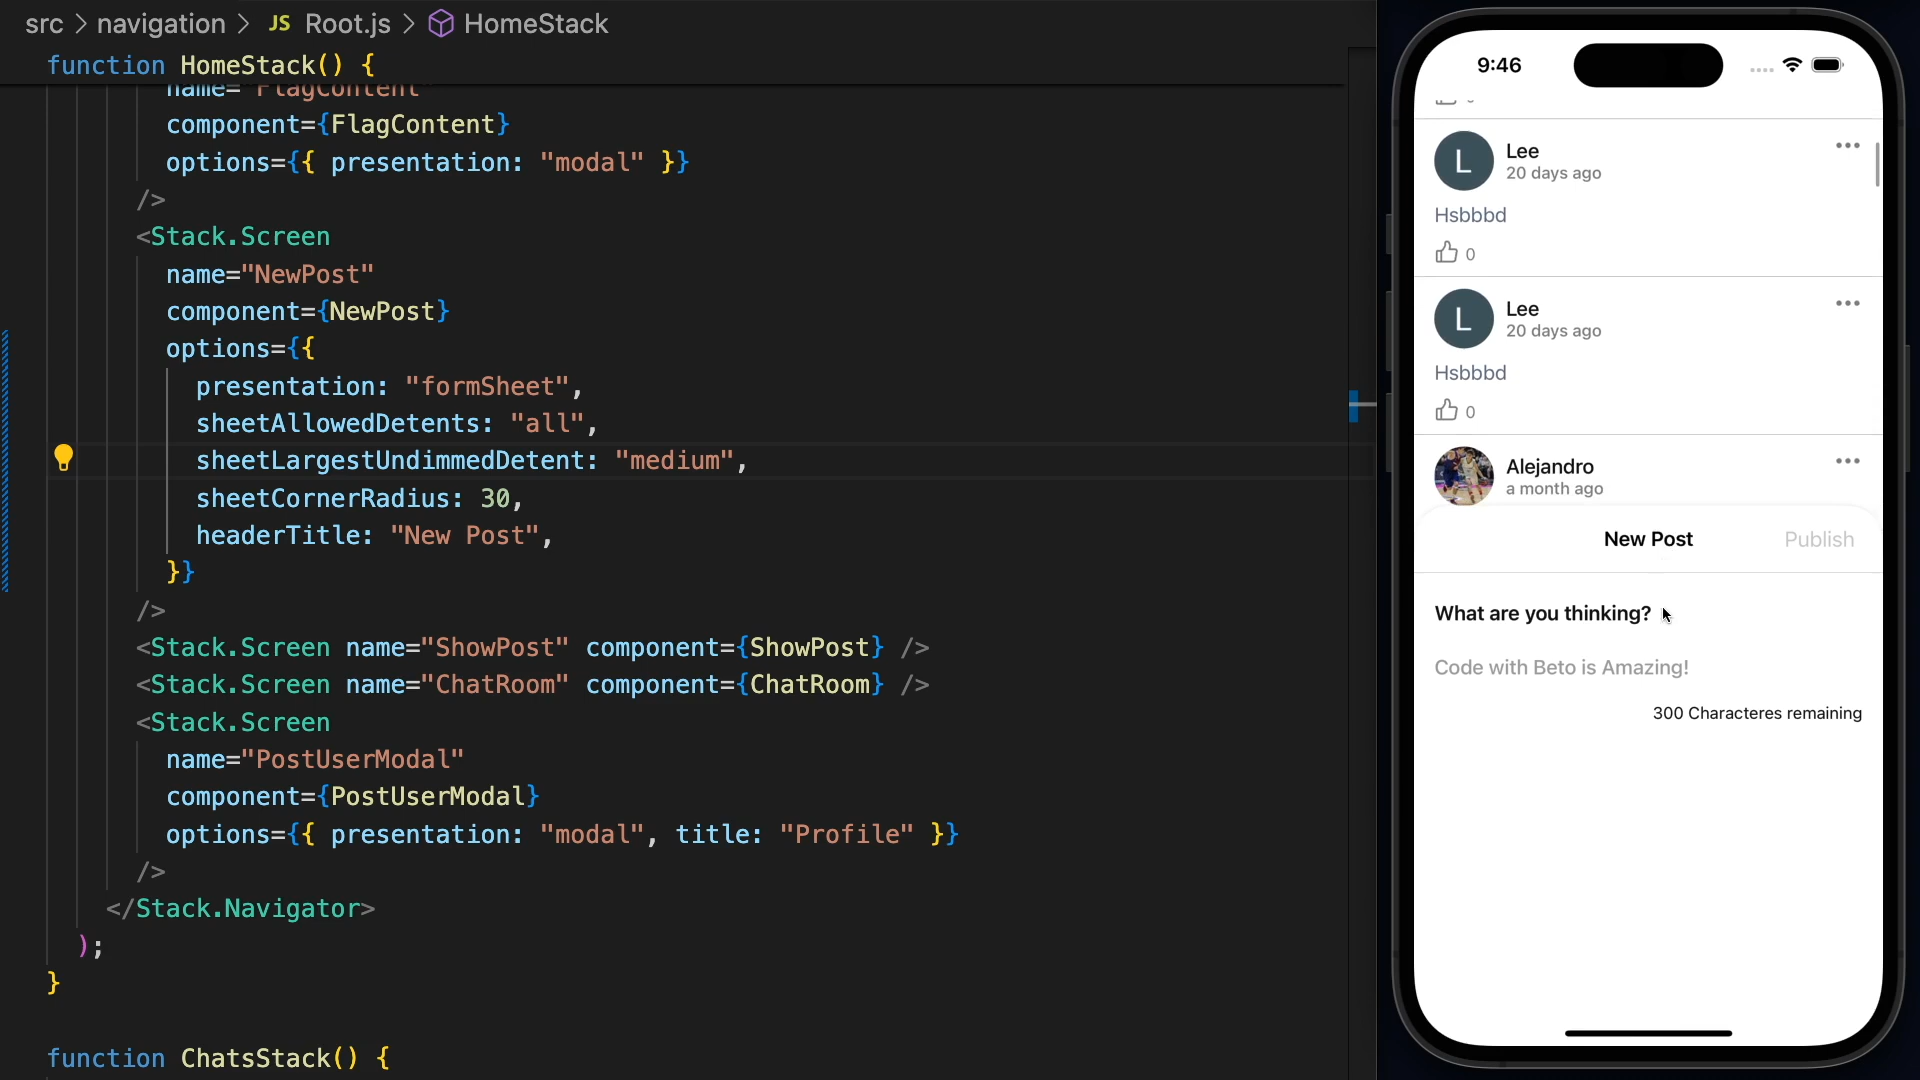 src > navigation > JS Root.js > HomeStack
function HomeStack() {
name="FlagContent"
component={FlagContent}
options={{ presentation: "modal" }}
/>
<Stack.Screen
name="NewPost"
component={NewPost}
options={{
presentation: "formSheet",
sheetAllowedDetents: "all",
sheetLargestUndimmedDetent: "medium",
sheetCornerRadius: 30,
headerTitle: "New Post",
}}
/>
<Stack.Screen name="ShowPost" component={ShowPost} />
<Stack.Screen name="ChatRoom" component={ChatRoom} />
<Stack.Screen
name="PostUserModal"
component={PostUserModal}
options={{ presentation: "modal", title: "Profile" }}
/>
</Stack.Navigator>
);
}
function ChatsStack() {
9:46
Lee
20 days ago
Hsbbbd
0
Lee
20 days ago
Hsbbbd
0
Alejandro
a month ago
New Post Publish
What are you thinking?
Code with Beto is Amazing!
300 Characteres remaining
L
L